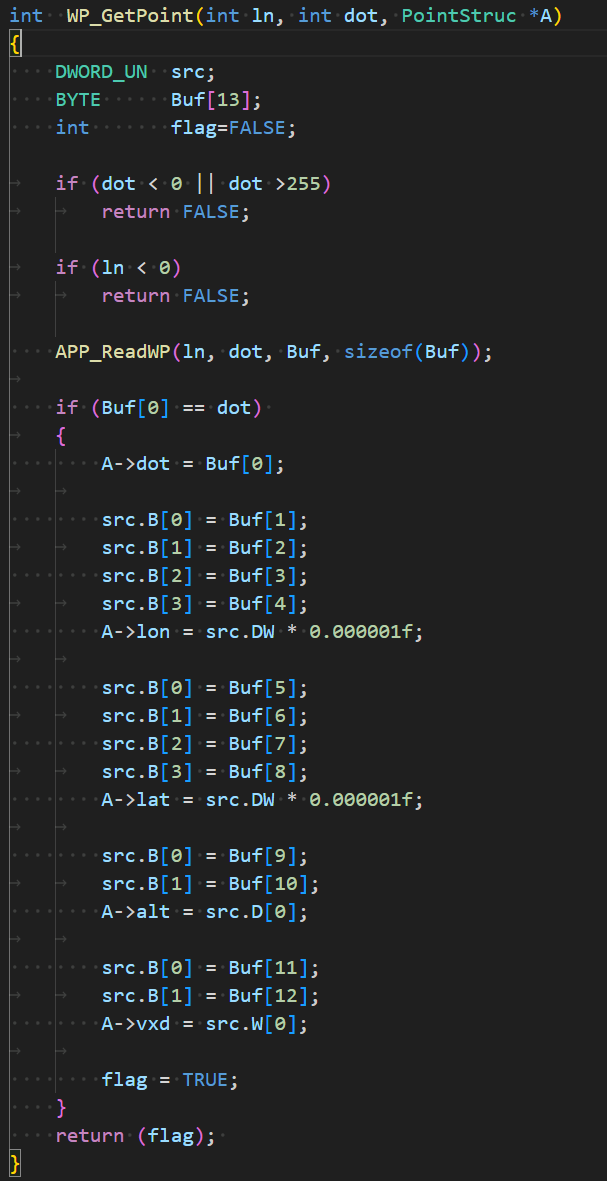 int  WP_GetPoint(int ln, int dot, PointStruc *A)
{
    DWORD_UN  src;
    BYTE      Buf[13];
    int       flag=FALSE;

    if (dot < 0 || dot >255)
        return FALSE;

    if (ln < 0)
        return FALSE;

    APP_ReadWP(ln, dot, Buf, sizeof(Buf));

    if (Buf[0] == dot)
    {
        A->dot = Buf[0];

        src.B[0] = Buf[1];
        src.B[1] = Buf[2];
        src.B[2] = Buf[3];
        src.B[3] = Buf[4];
        A->lon = src.DW * 0.000001f;

        src.B[0] = Buf[5];
        src.B[1] = Buf[6];
        src.B[2] = Buf[7];
        src.B[3] = Buf[8];
        A->lat = src.DW * 0.000001f;

        src.B[0] = Buf[9];
        src.B[1] = Buf[10];
        A->alt = src.D[0];

        src.B[0] = Buf[11];
        src.B[1] = Buf[12];
        A->vxd = src.W[0];

        flag = TRUE;
    }
    return (flag);
}